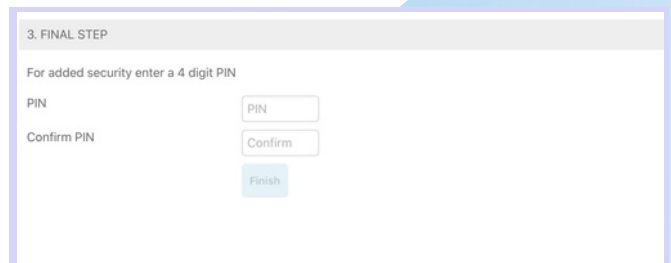 3. FINAL STEP
For added security enter a 4 digit PIN
PIN
PIN
Confirm PIN
Confirm
Finish